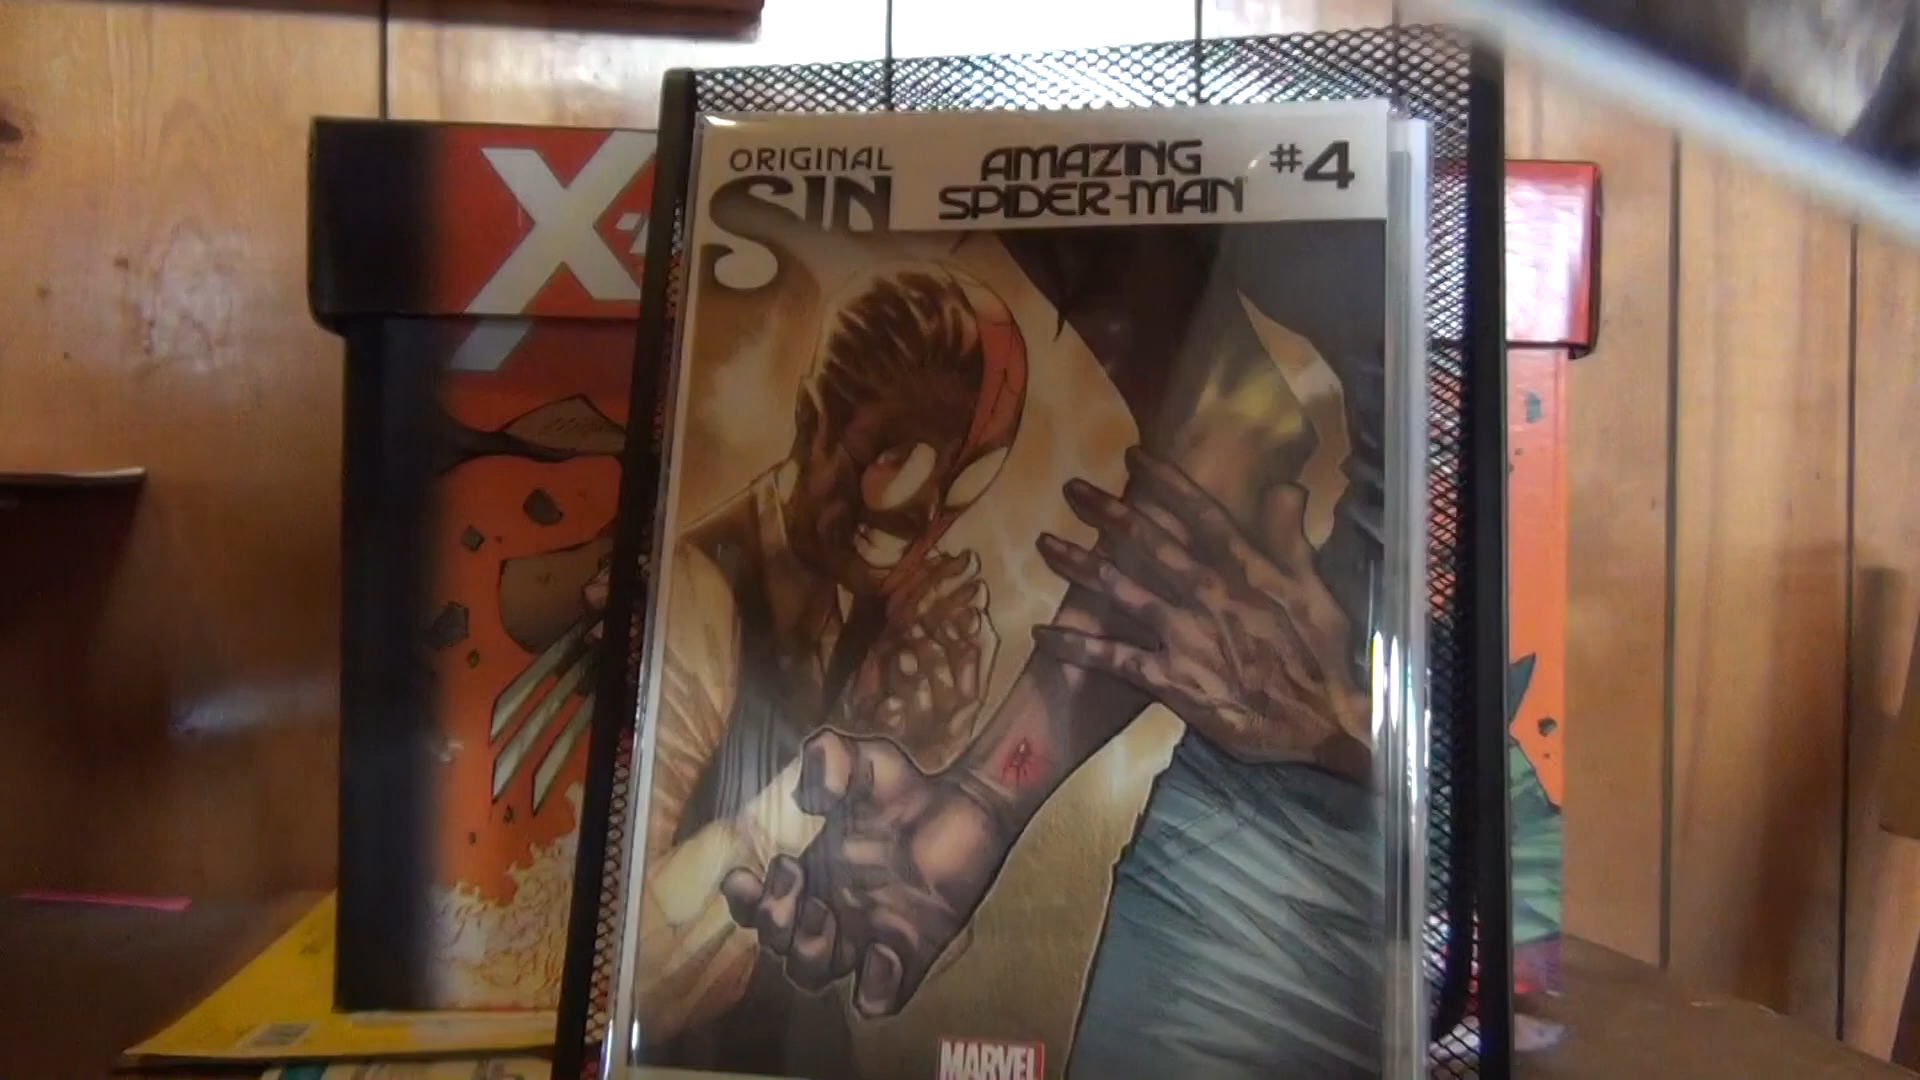 ORIGINAL
SIN
AMAZING
SPIDER-MAN
#4
X-
MARVEL